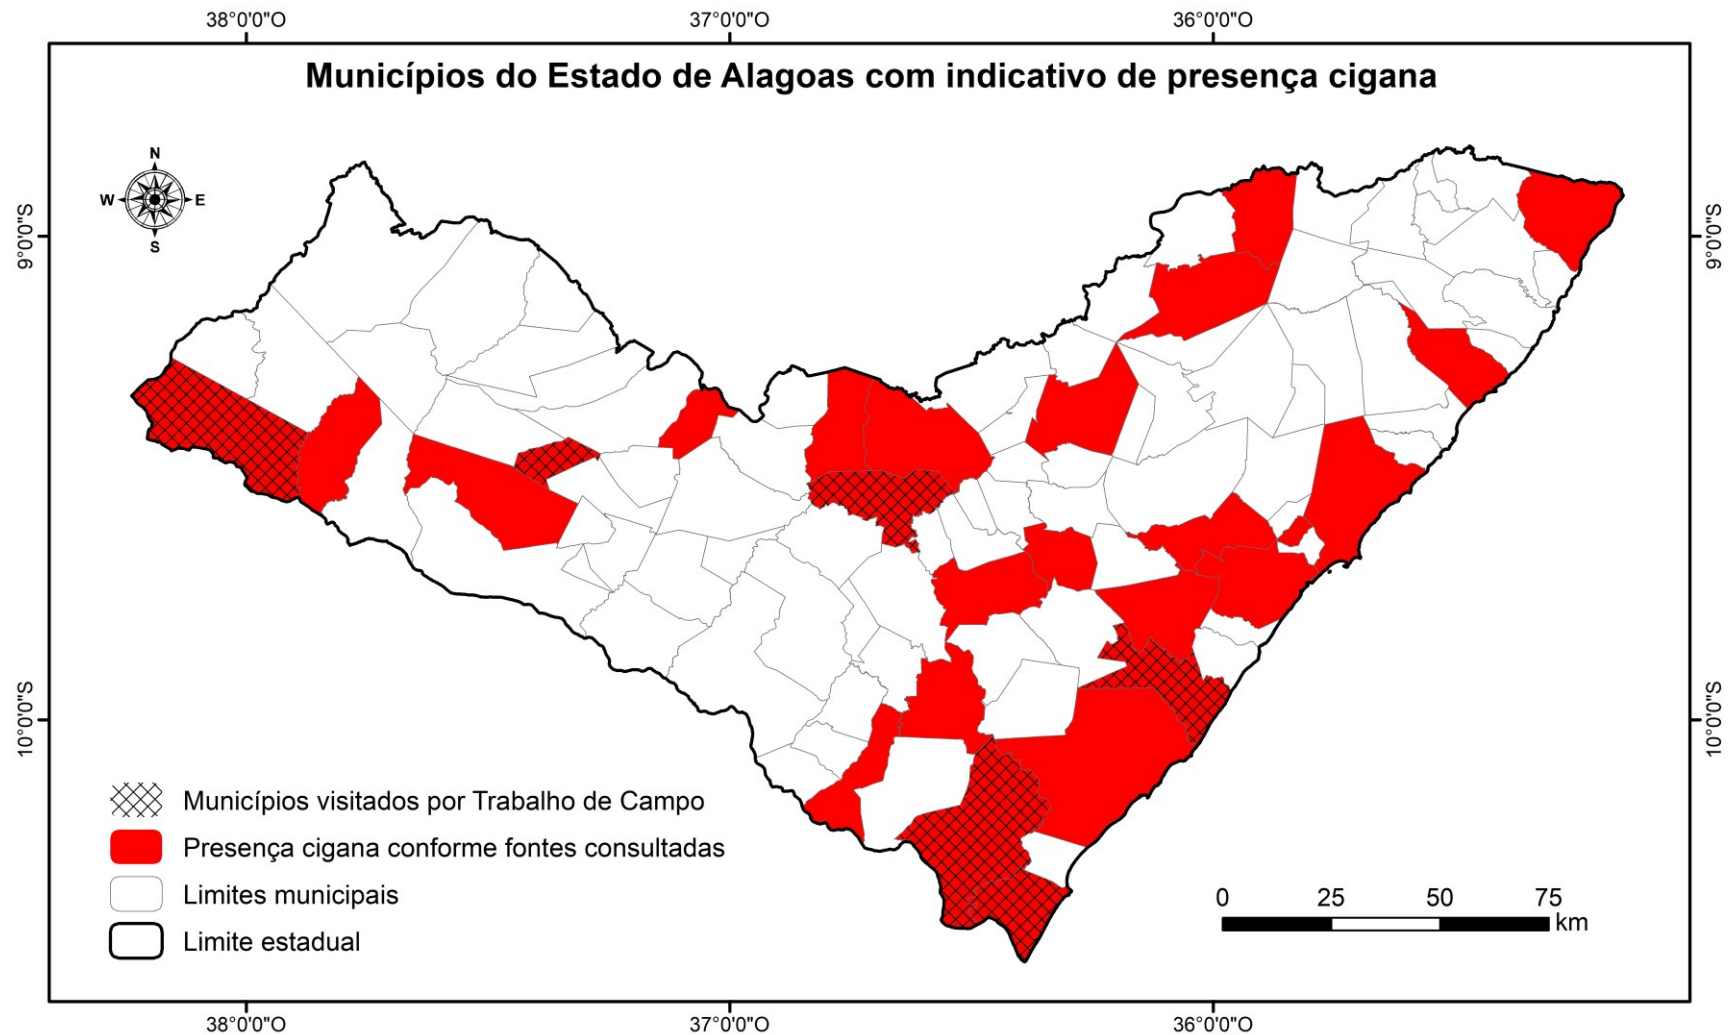 38°0'0"O 37°0'0"O 36°0'0"O
Municípios do Estado de Alagoas com indicativo de presença cigana
N
W E
S
9°0'0"S 9°0'0"S
10°0'0"S 10°0'0"S
Municípios visitados por Trabalho de Campo
Presença cigana conforme fontes consultadas
Limites municipais
Limite estadual
0 25 50 75
km
38°0'0"O 37°0'0"O 36°0'0"O